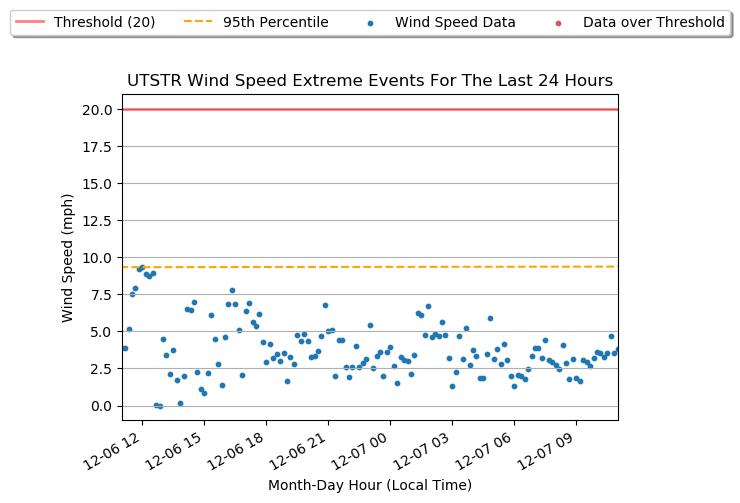 Threshold (20) 95th Percentile Wind Speed Data Data over Threshold
UTSTR Wind Speed Extreme Events For The Last 24 Hours
20.0
17.5
15.0
12.5
10.0
7.5
5.0
2.5
0.0
Wind Speed (mph)
12-06 12 12-06 15 12-06 18 12-06 21 12-07 00 12-07 03 12-07 06 12-07 09
Month-Day Hour (Local Time)